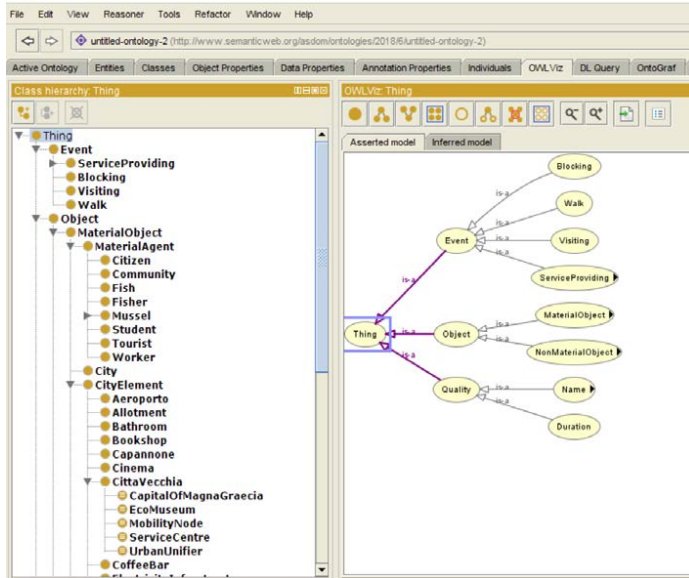 File Edit View Reasoner Tools Refactor Window Help
untitled-ontology-2 (http://www.semanticweb.org/asdom/ontologies/2018/6/untitled-ontology-2)
Active Ontology Entities Classes Object Properties Data Properties Annotation Properties Individuals OWLViz DL Query OntoGraf
Class hierarchy: Thing
Thing
Event
ServiceProviding
Blocking
Visiting
Walk
Object
MaterialObject
MaterialAgent
Citizen
Community
Fish
Fisher
Mussel
Student
Tourist
Worker
City
CityElement
Aeroporto
Allotment
Bathroom
Bookshop
Capannone
Cinema
CittaVecchia
CapitalOfMagnaGraecia
EcoMuseum
MobilityNode
ServiceCentre
UrbanUnifier
CoffeeBar
OWLViz: Thing
Asserted model Inferred model
Blocking
is-a
Walk
is-a
Event
is-a
Visiting
is-a
ServiceProviding
is-a
MaterialObject
is-a
Thing
is-a
Object
is-a
NonMaterialObject
is-a
Quality
is-a
Name
is-a
Duration